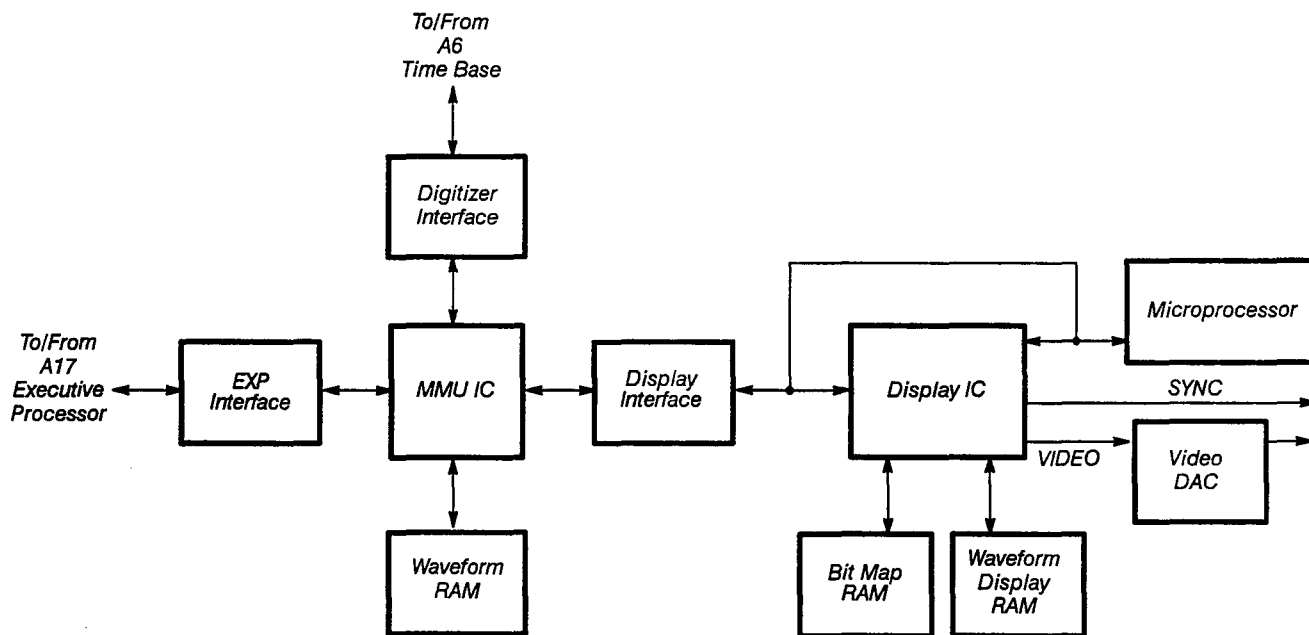 To/From
A6
Time Base
Digitizer
Interface
To/From
A17
Executive
Processor
EXP
Interface
MMU IC
Display
Interface
Display IC
Microprocessor
SYNC
VIDEO
Video
DAC
Waveform
RAM
Bit Map
RAM
Waveform
Display
RAM